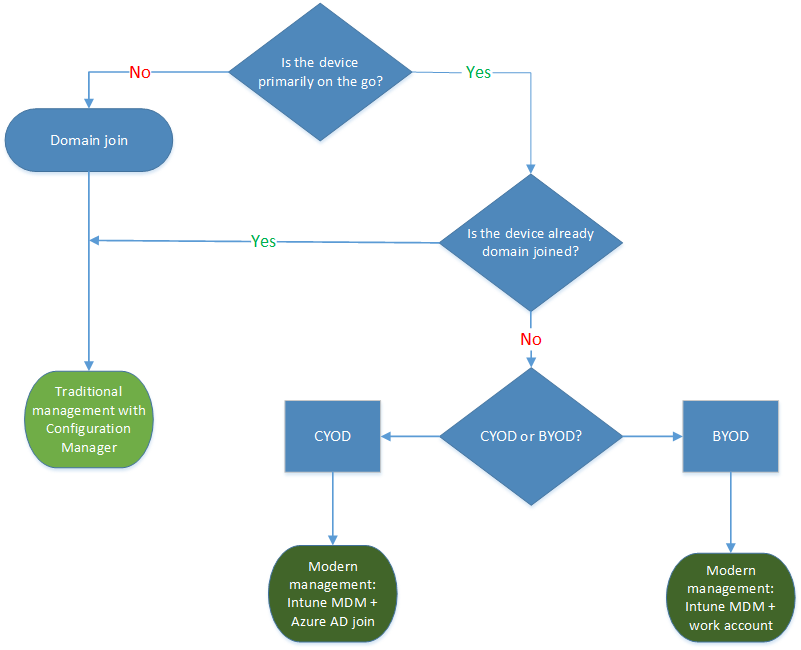 Is the device
primarily on the go?
No
Yes
Domain join
Is the device already
domain joined?
Yes
No
Traditional
management with
Configuration
Manager
CYOD
CYOD or BYOD?
BYOD
Modern
management:
Intune MDM +
Azure AD join
Modern
management:
Intune MDM +
work account